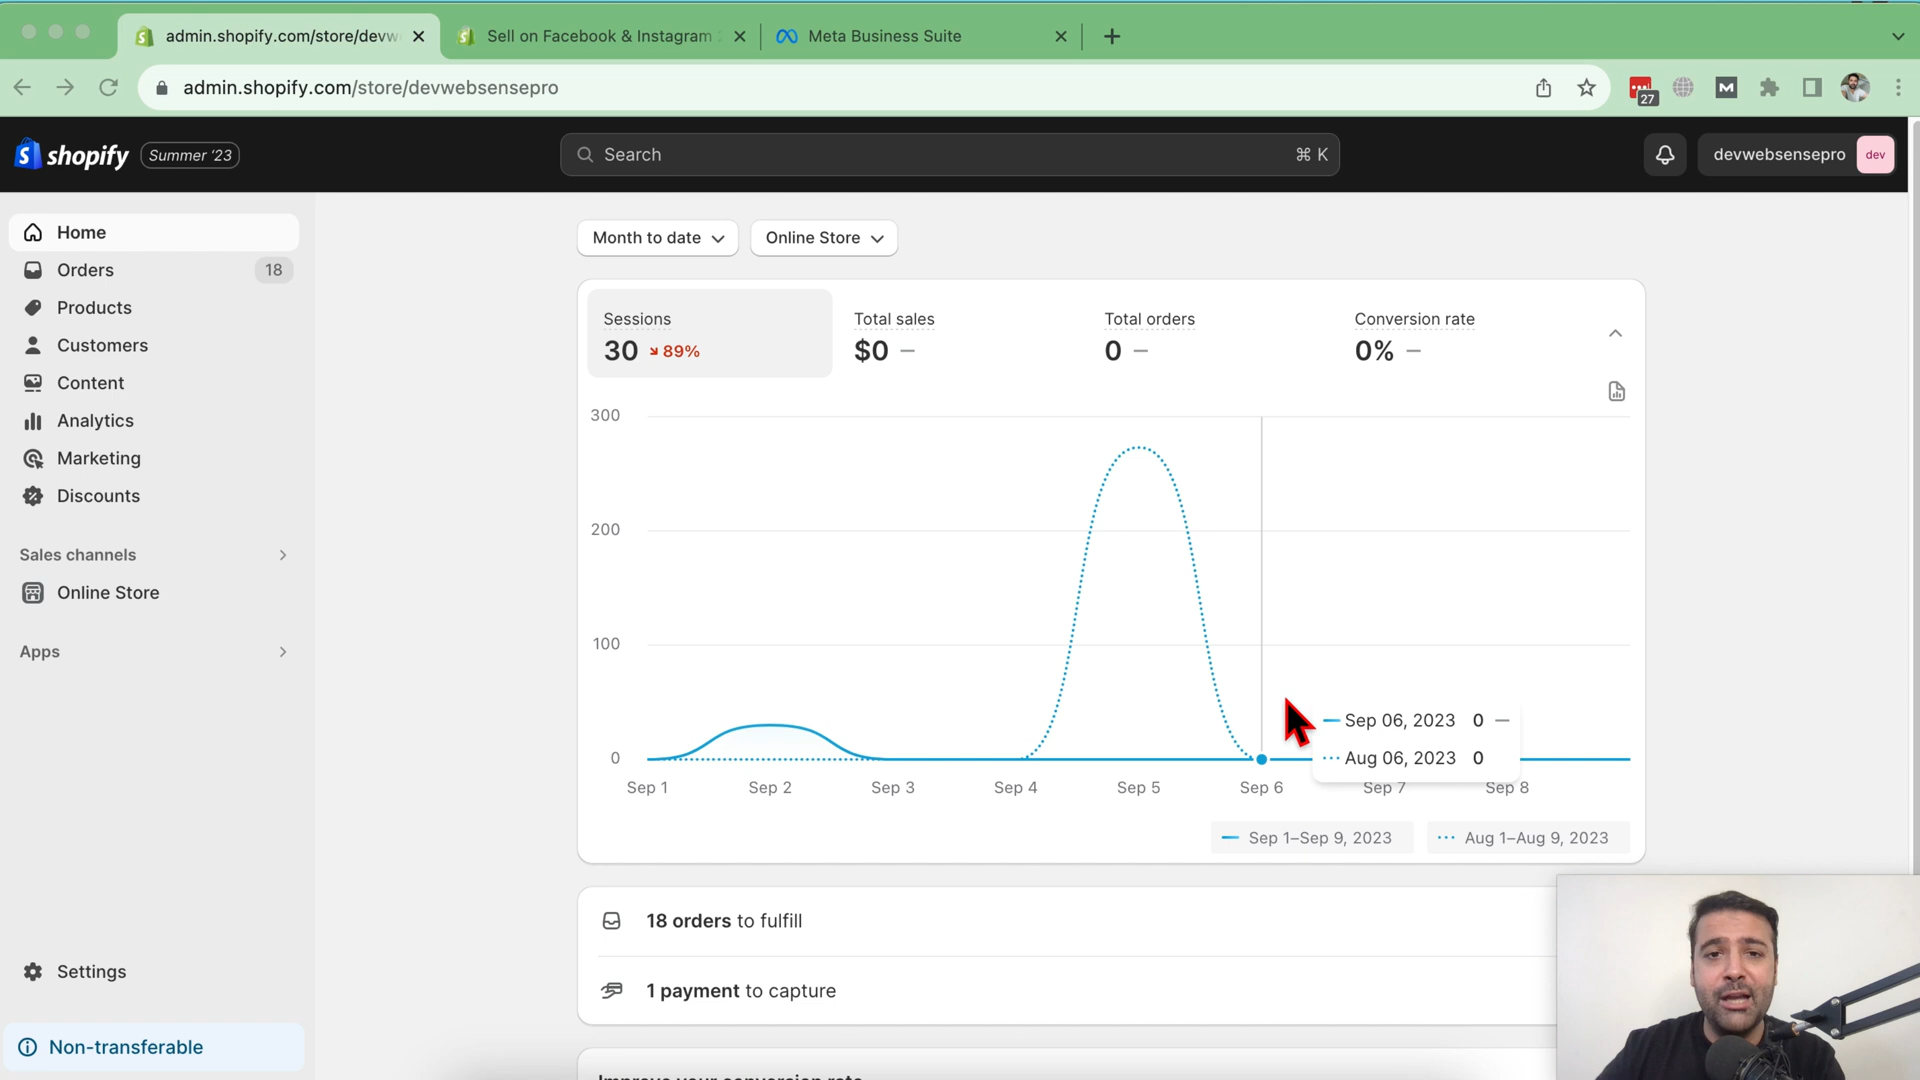 admin.shopify.com/store/devw
Sell on Facebook & Instagram
Meta Business Suite
admin.shopify.com/store/devwebsensepro
27
shopify
Summer '23
Search
⌘ K
devwebsensepro
dev
Home
Orders
18
Products
Customers
Content
Analytics
Marketing
Discounts
Sales channels
Online Store
Apps
Settings
Non-transferable
Month to date
Online Store
Sessions
30
89%
Total sales
$0 —
Total orders
0 —
Conversion rate
0% —
300
200
100
0
Sep 06, 2023 0 —
Aug 06, 2023 0
Sep 1
Sep 2
Sep 3
Sep 4
Sep 5
Sep 6
Sep 7
Sep 8
Sep 1–Sep 9, 2023
Aug 1–Aug 9, 2023
18 orders to fulfill
1 payment to capture
Improve your conversion rate